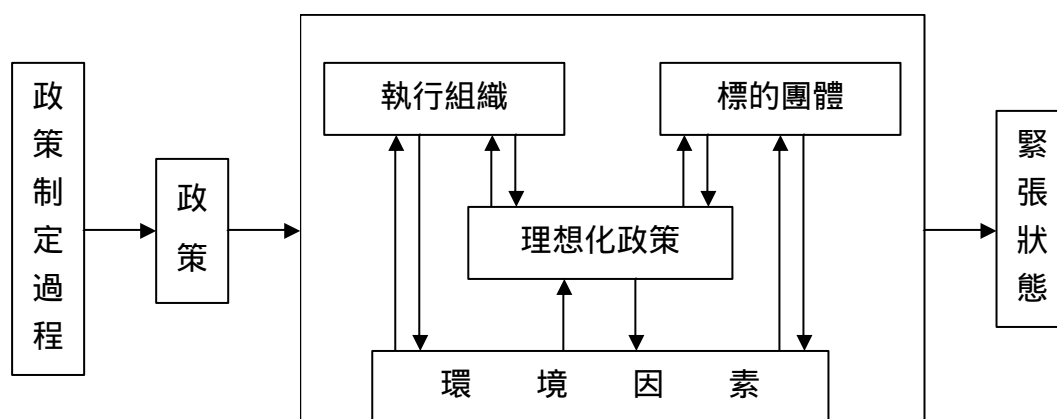 政策制定過程
政策
執行組織
標的團體
理想化政策
環境因素
緊張狀態